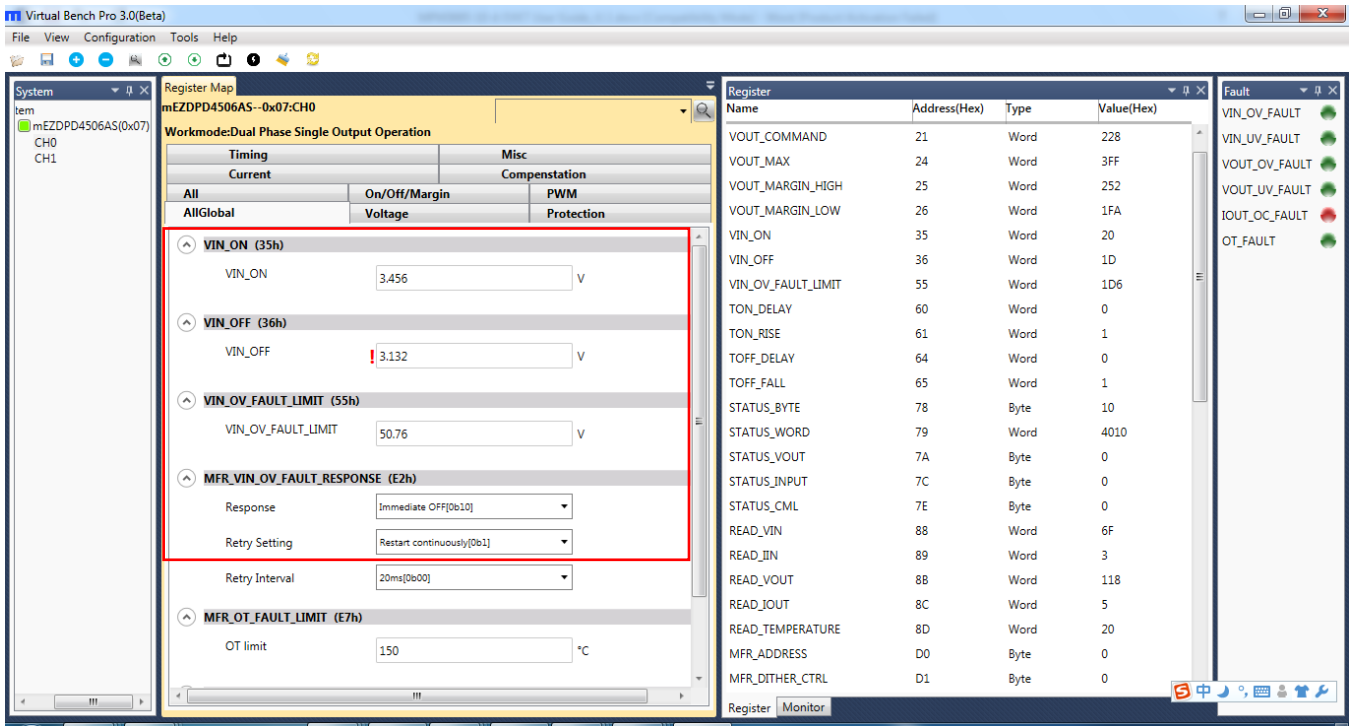 Virtual Bench Pro 3.0(Beta)
File View Configuration Tools Help
System
tem
mEZDPD4506AS(0x07)
CH0
CH1
Register Map
mEZDPD4506AS--0x07:CH0
Workmode:Dual Phase Single Output Operation
Timing Misc
Current Compenstation
All On/Off/Margin PWM
AllGlobal Voltage Protection
VIN_ON (35h)
VIN_ON 3.456 V
VIN_OFF (36h)
VIN_OFF ! 3.132 V
VIN_OV_FAULT_LIMIT (55h)
VIN_OV_FAULT_LIMIT 50.76 V
MFR_VIN_OV_FAULT_RESPONSE (E2h)
Response Immediate OFF[0b10]
Retry Setting Restart continuously[0b1]
Retry Interval 20ms[0b00]
MFR_OT_FAULT_LIMIT (E7h)
OT limit 150 °C
Register
Name Address(Hex) Type Value(Hex)
VOUT_COMMAND 21 Word 228
VOUT_MAX 24 Word 3FF
VOUT_MARGIN_HIGH 25 Word 252
VOUT_MARGIN_LOW 26 Word 1FA
VIN_ON 35 Word 20
VIN_OFF 36 Word 1D
VIN_OV_FAULT_LIMIT 55 Word 1D6
TON_DELAY 60 Word 0
TON_RISE 61 Word 1
TOFF_DELAY 64 Word 0
TOFF_FALL 65 Word 1
STATUS_BYTE 78 Byte 10
STATUS_WORD 79 Word 4010
STATUS_VOUT 7A Byte 0
STATUS_INPUT 7C Byte 0
STATUS_CML 7E Byte 0
READ_VIN 88 Word 6F
READ_IIN 89 Word 3
READ_VOUT 8B Word 118
READ_IOUT 8C Word 5
READ_TEMPERATURE 8D Word 20
MFR_ADDRESS D0 Byte 0
MFR_DITHER_CTRL D1 Byte 0
Register Monitor
Fault
VIN_OV_FAULT
VIN_UV_FAULT
VOUT_OV_FAULT
VOUT_UV_FAULT
IOUT_OC_FAULT
OT_FAULT
中